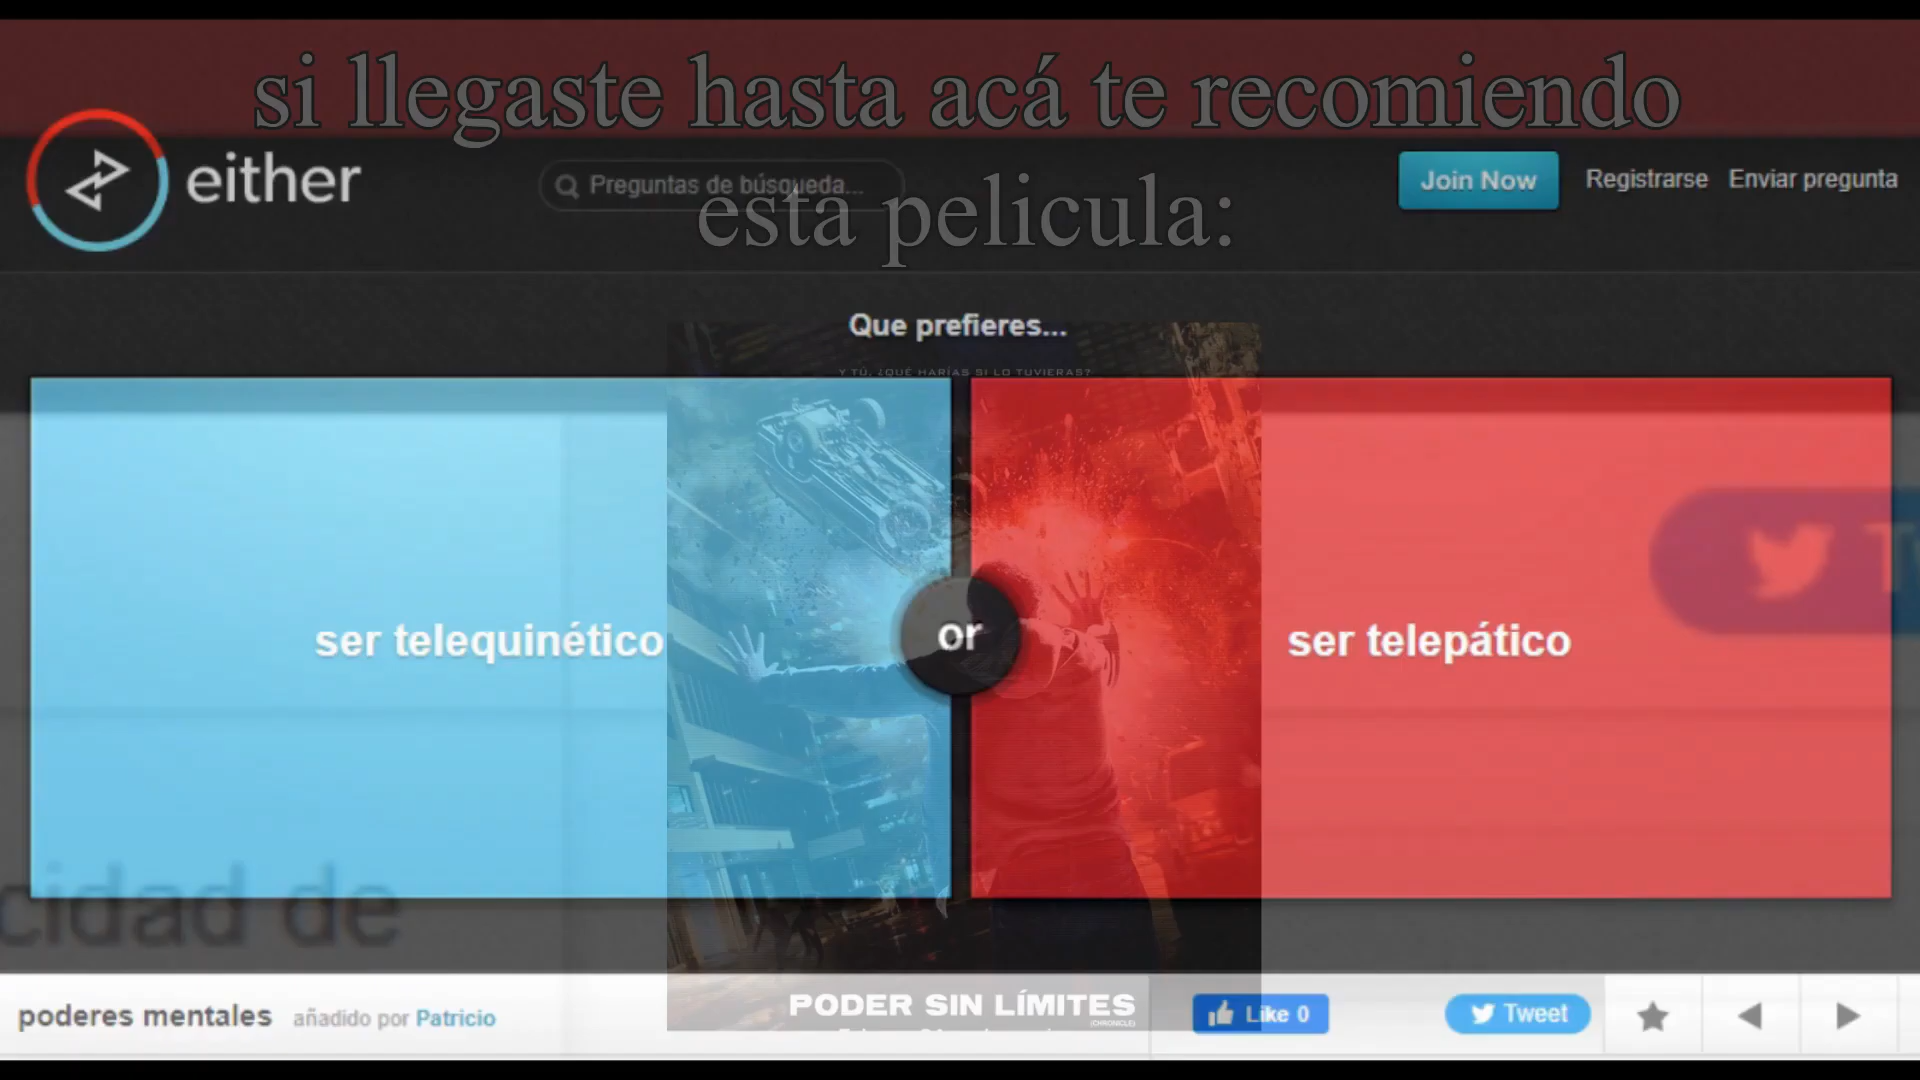 si llegaste hasta acá te recomiendo
either
Preguntas de búsqueda...
Join Now
Registrarse
Enviar pregunta
esta pelicula:
Que prefieres...
Y TÚ, ¿QUÉ HARÍAS SI LO TUVIERAS?
ser telequinético
or
ser telepático
cidad de
poderes mentales
añadido por Patricio
PODER SIN LÍMITES
(CHRONICLE)
Like 0
Tweet